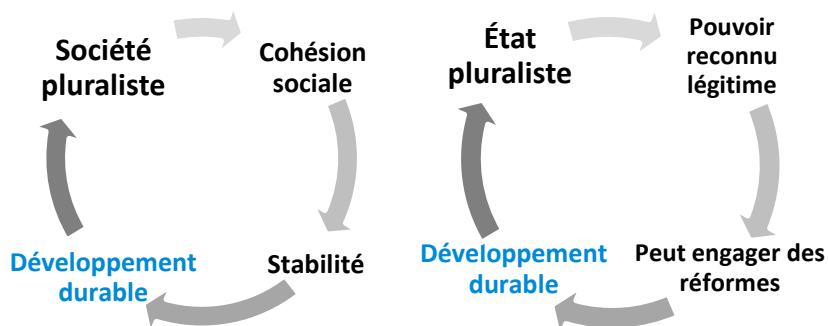 Société
pluraliste
Cohésion
sociale
Stabilité
Développement
durable
État
pluraliste
Pouvoir
reconnu
légitime
Peut engager des
réformes
Développement
durable